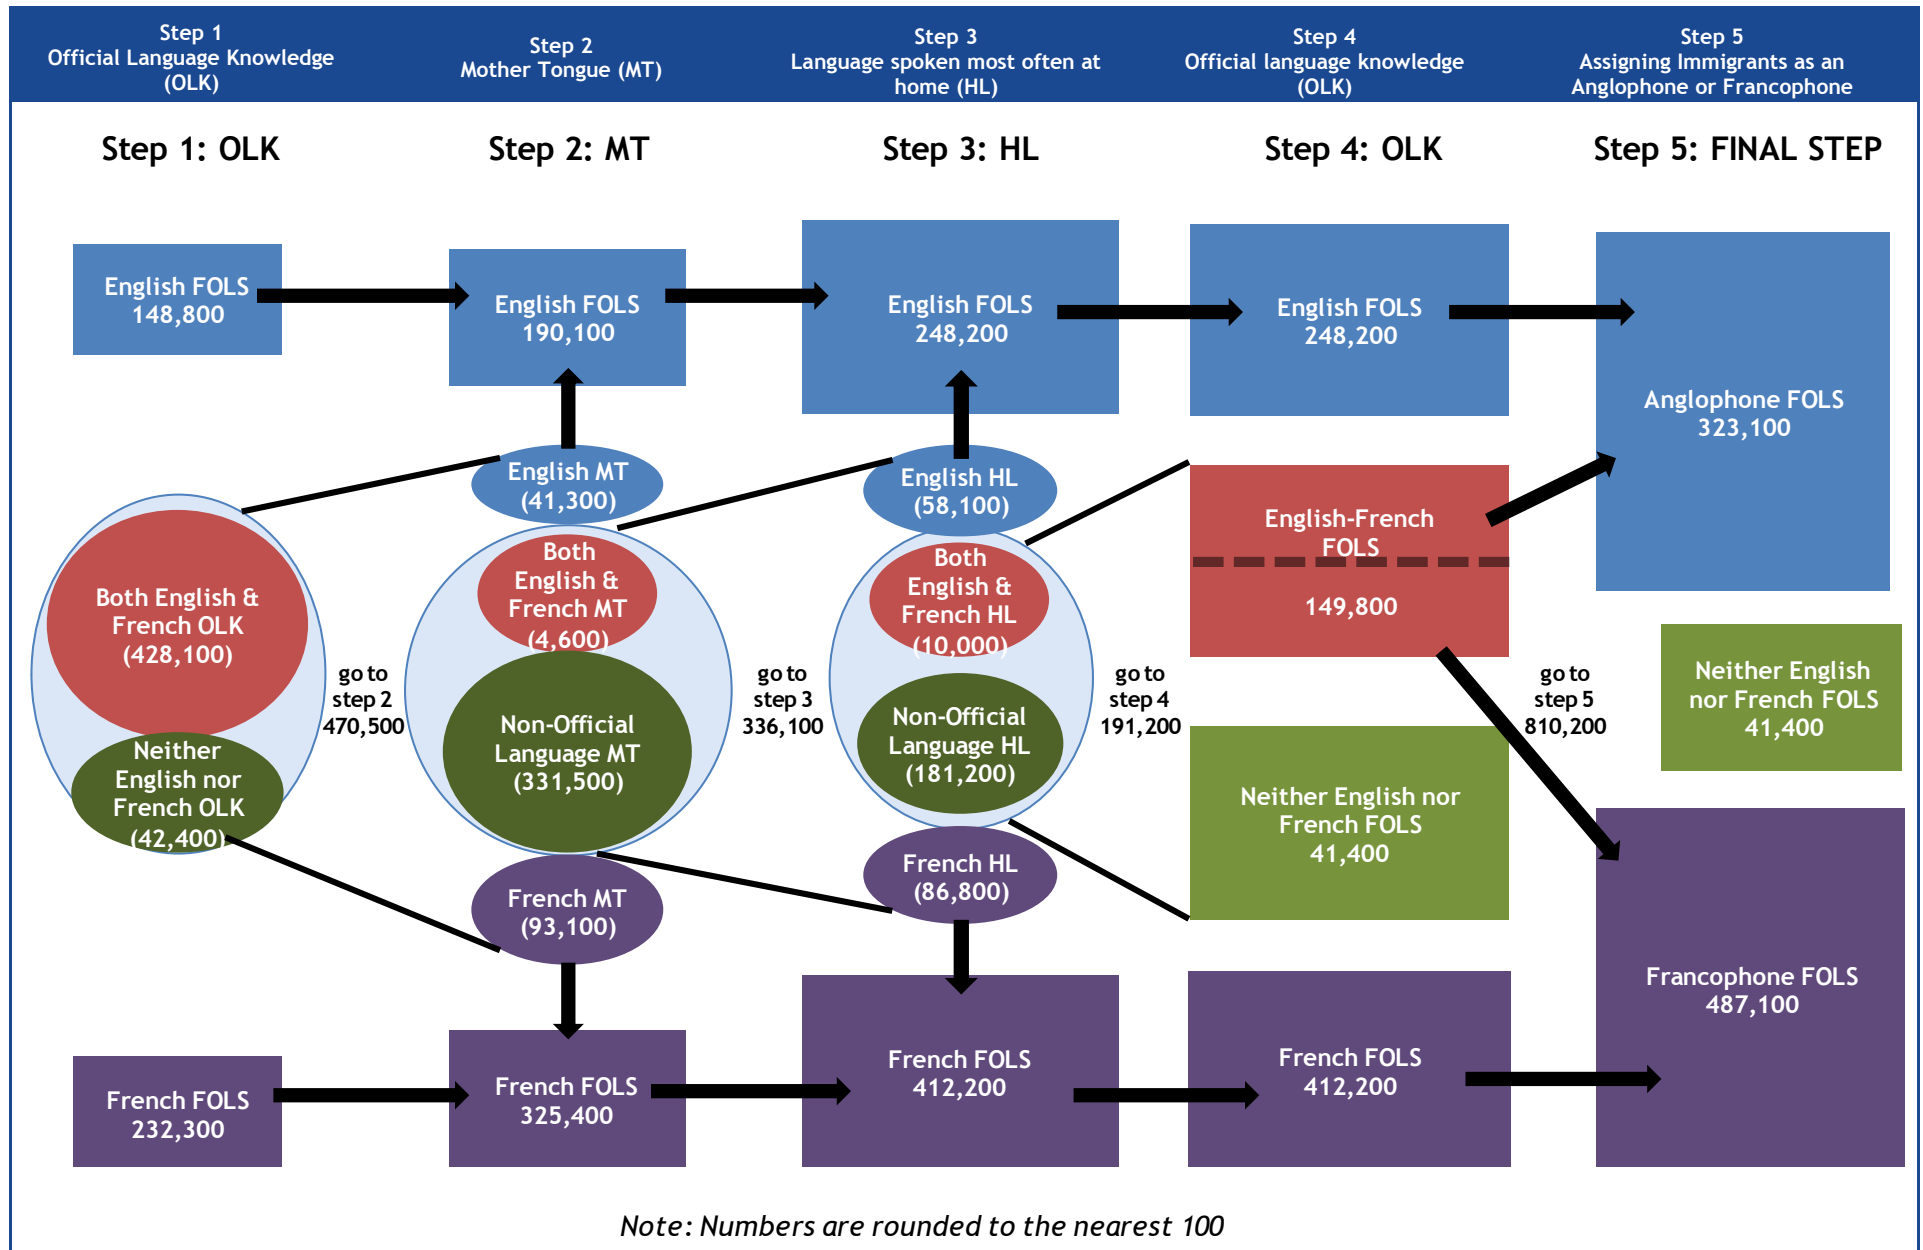 Step 1
Official Language Knowledge
(OLK)
Step 2
Mother Tongue (MT)
Step 3
Language spoken most often at
home (HL)
Step 4
Official language knowledge
(OLK)
Step 5
Assigning Immigrants as an
Anglophone or Francophone
Step 1: OLK
Step 2: MT
Step 3: HL
Step 4: OLK
Step 5: FINAL STEP
English FOLS
148,800
English FOLS
190,100
English FOLS
248,200
English FOLS
248,200
Anglophone FOLS
323,100
English MT
(41,300)
English HL
(58,100)
Both English &
French OLK
(428,100)
Neither
English nor
French OLK
(42,400)
go to
step 2
470,500
Both
English &
French MT
(4,600)
Non-Official
Language MT
(331,500)
go to
step 3
336,100
Both
English &
French HL
(10,000)
Non-Official
Language HL
(181,200)
go to
step 4
191,200
English-French
FOLS
149,800
Neither English nor
French FOLS
41,400
go to
step 5
810,200
Neither English
nor French FOLS
41,400
French MT
(93,100)
French HL
(86,800)
French FOLS
232,300
French FOLS
325,400
French FOLS
412,200
French FOLS
412,200
Francophone FOLS
487,100
Note: Numbers are rounded to the nearest 100